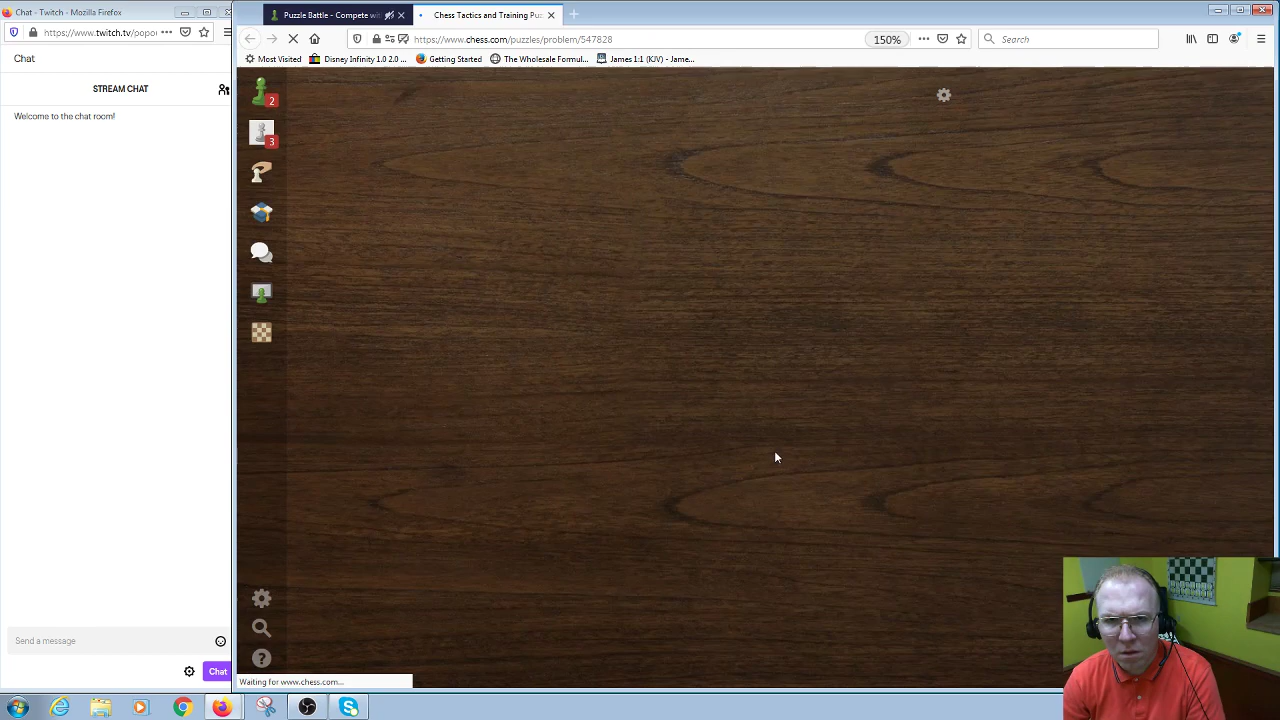 Chat - Twitch - Mozilla Firefox
https://www.twitch.tv/popo
Chat
STREAM CHAT
Welcome to the chat room!
Send a message
Chat
Puzzle Battle - Compete with
Chess Tactics and Training Puz
https://www.chess.com/puzzles/problem/547828
150%
Search
Most Visited
Disney Infinity 1.0 2.0 ...
Getting Started
The Wholesale Formul...
James 1:1 (KJV) - Jame...
2
3
Waiting for www.chess.com...